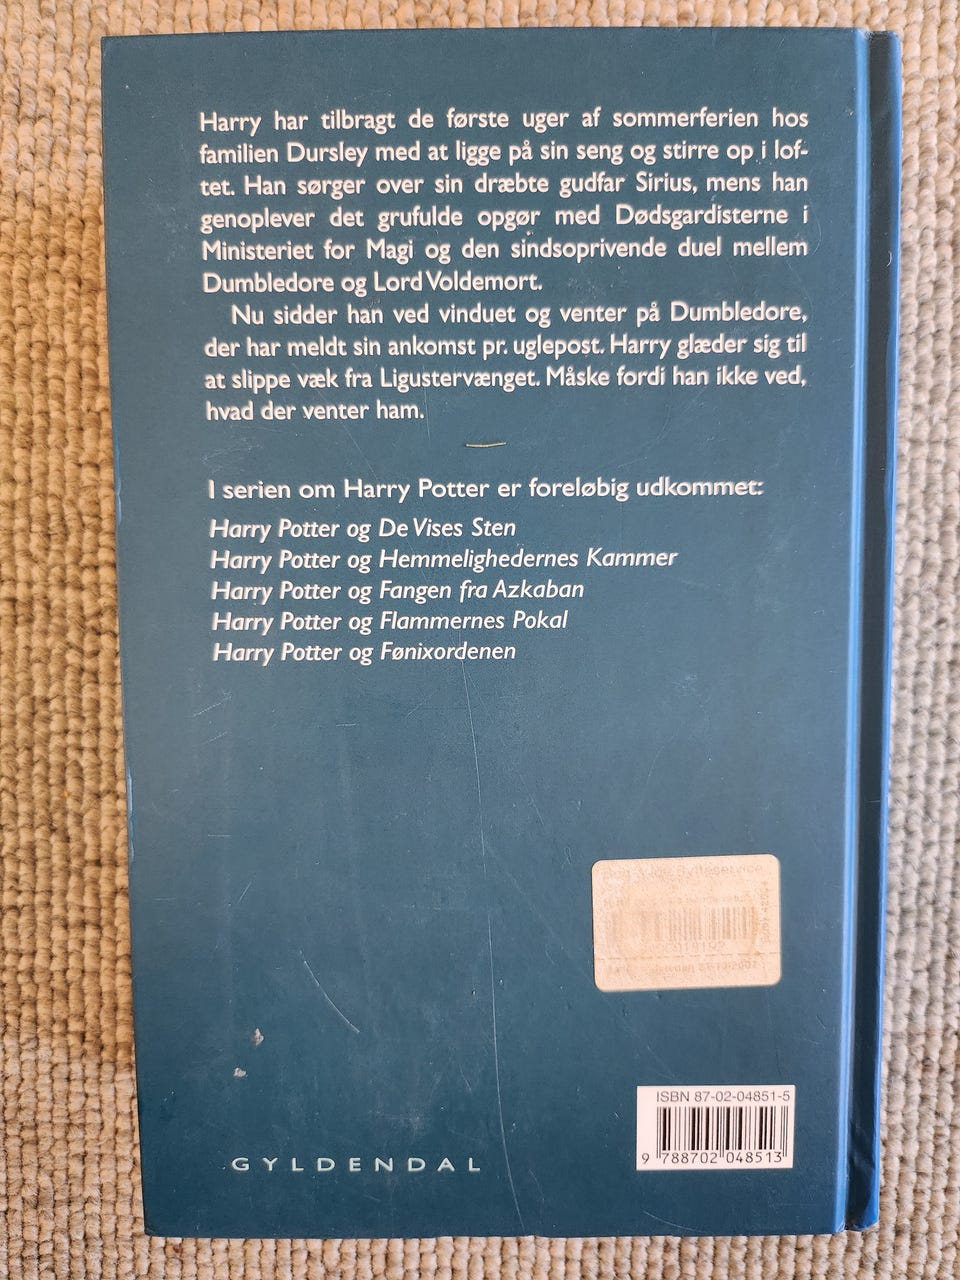 Harry har tilbragt de første uger af sommerferien hos
familien Dursley med at ligge på sin seng og stirre op i lof-
tet. Han sørger over sin dræbte gudfar Sirius, mens han
genoplever det grufulde opgør med Dødsgardisterne i
Ministeriet for Magi og den sindsoprivende duel mellem
Dumbledore og Lord Voldemort.
Nu sidder han ved vinduet og venter på Dumbledore,
der har meldt sin ankomst pr. uglepost. Harry glæder sig til
at slippe væk fra Ligustervænget. Måske fordi han ikke ved,
hvad der venter ham.
I serien om Harry Potter er foreløbig udkommet:
Harry Potter og De Vises Sten
Harry Potter og Hemmelighedernes Kammer
Harry Potter og Fangen fra Azkaban
Harry Potter og Flammernes Pokal
Harry Potter og Fønixordenen
Bytteservice
ISBN 87-02-04851-5
9 788702 048513
GYLDENDAL